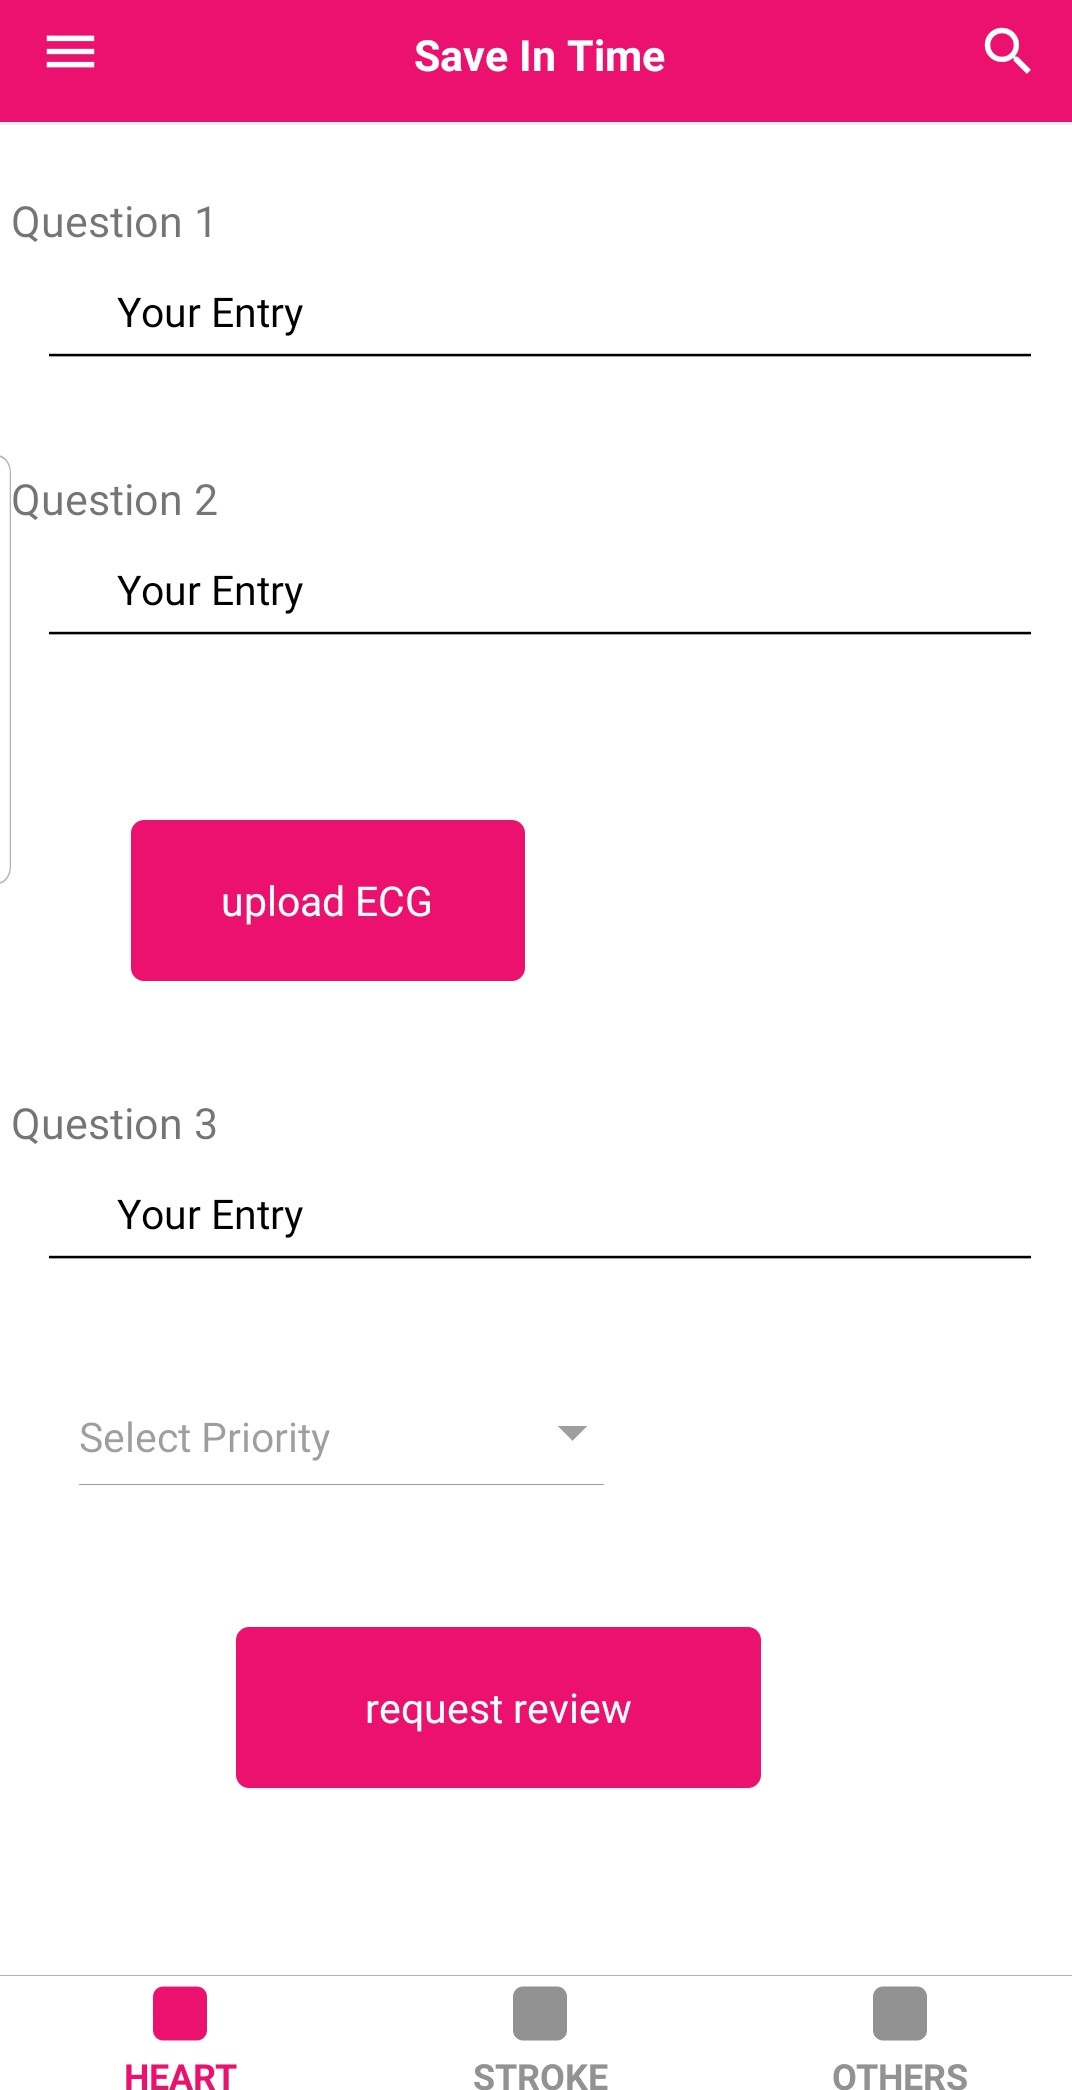 Save In Time
Question 1
Your Entry
Question 2
Your Entry
upload ECG
Question 3
Your Entry
Select Priority
request review
HEART
STROKE
OTHERS